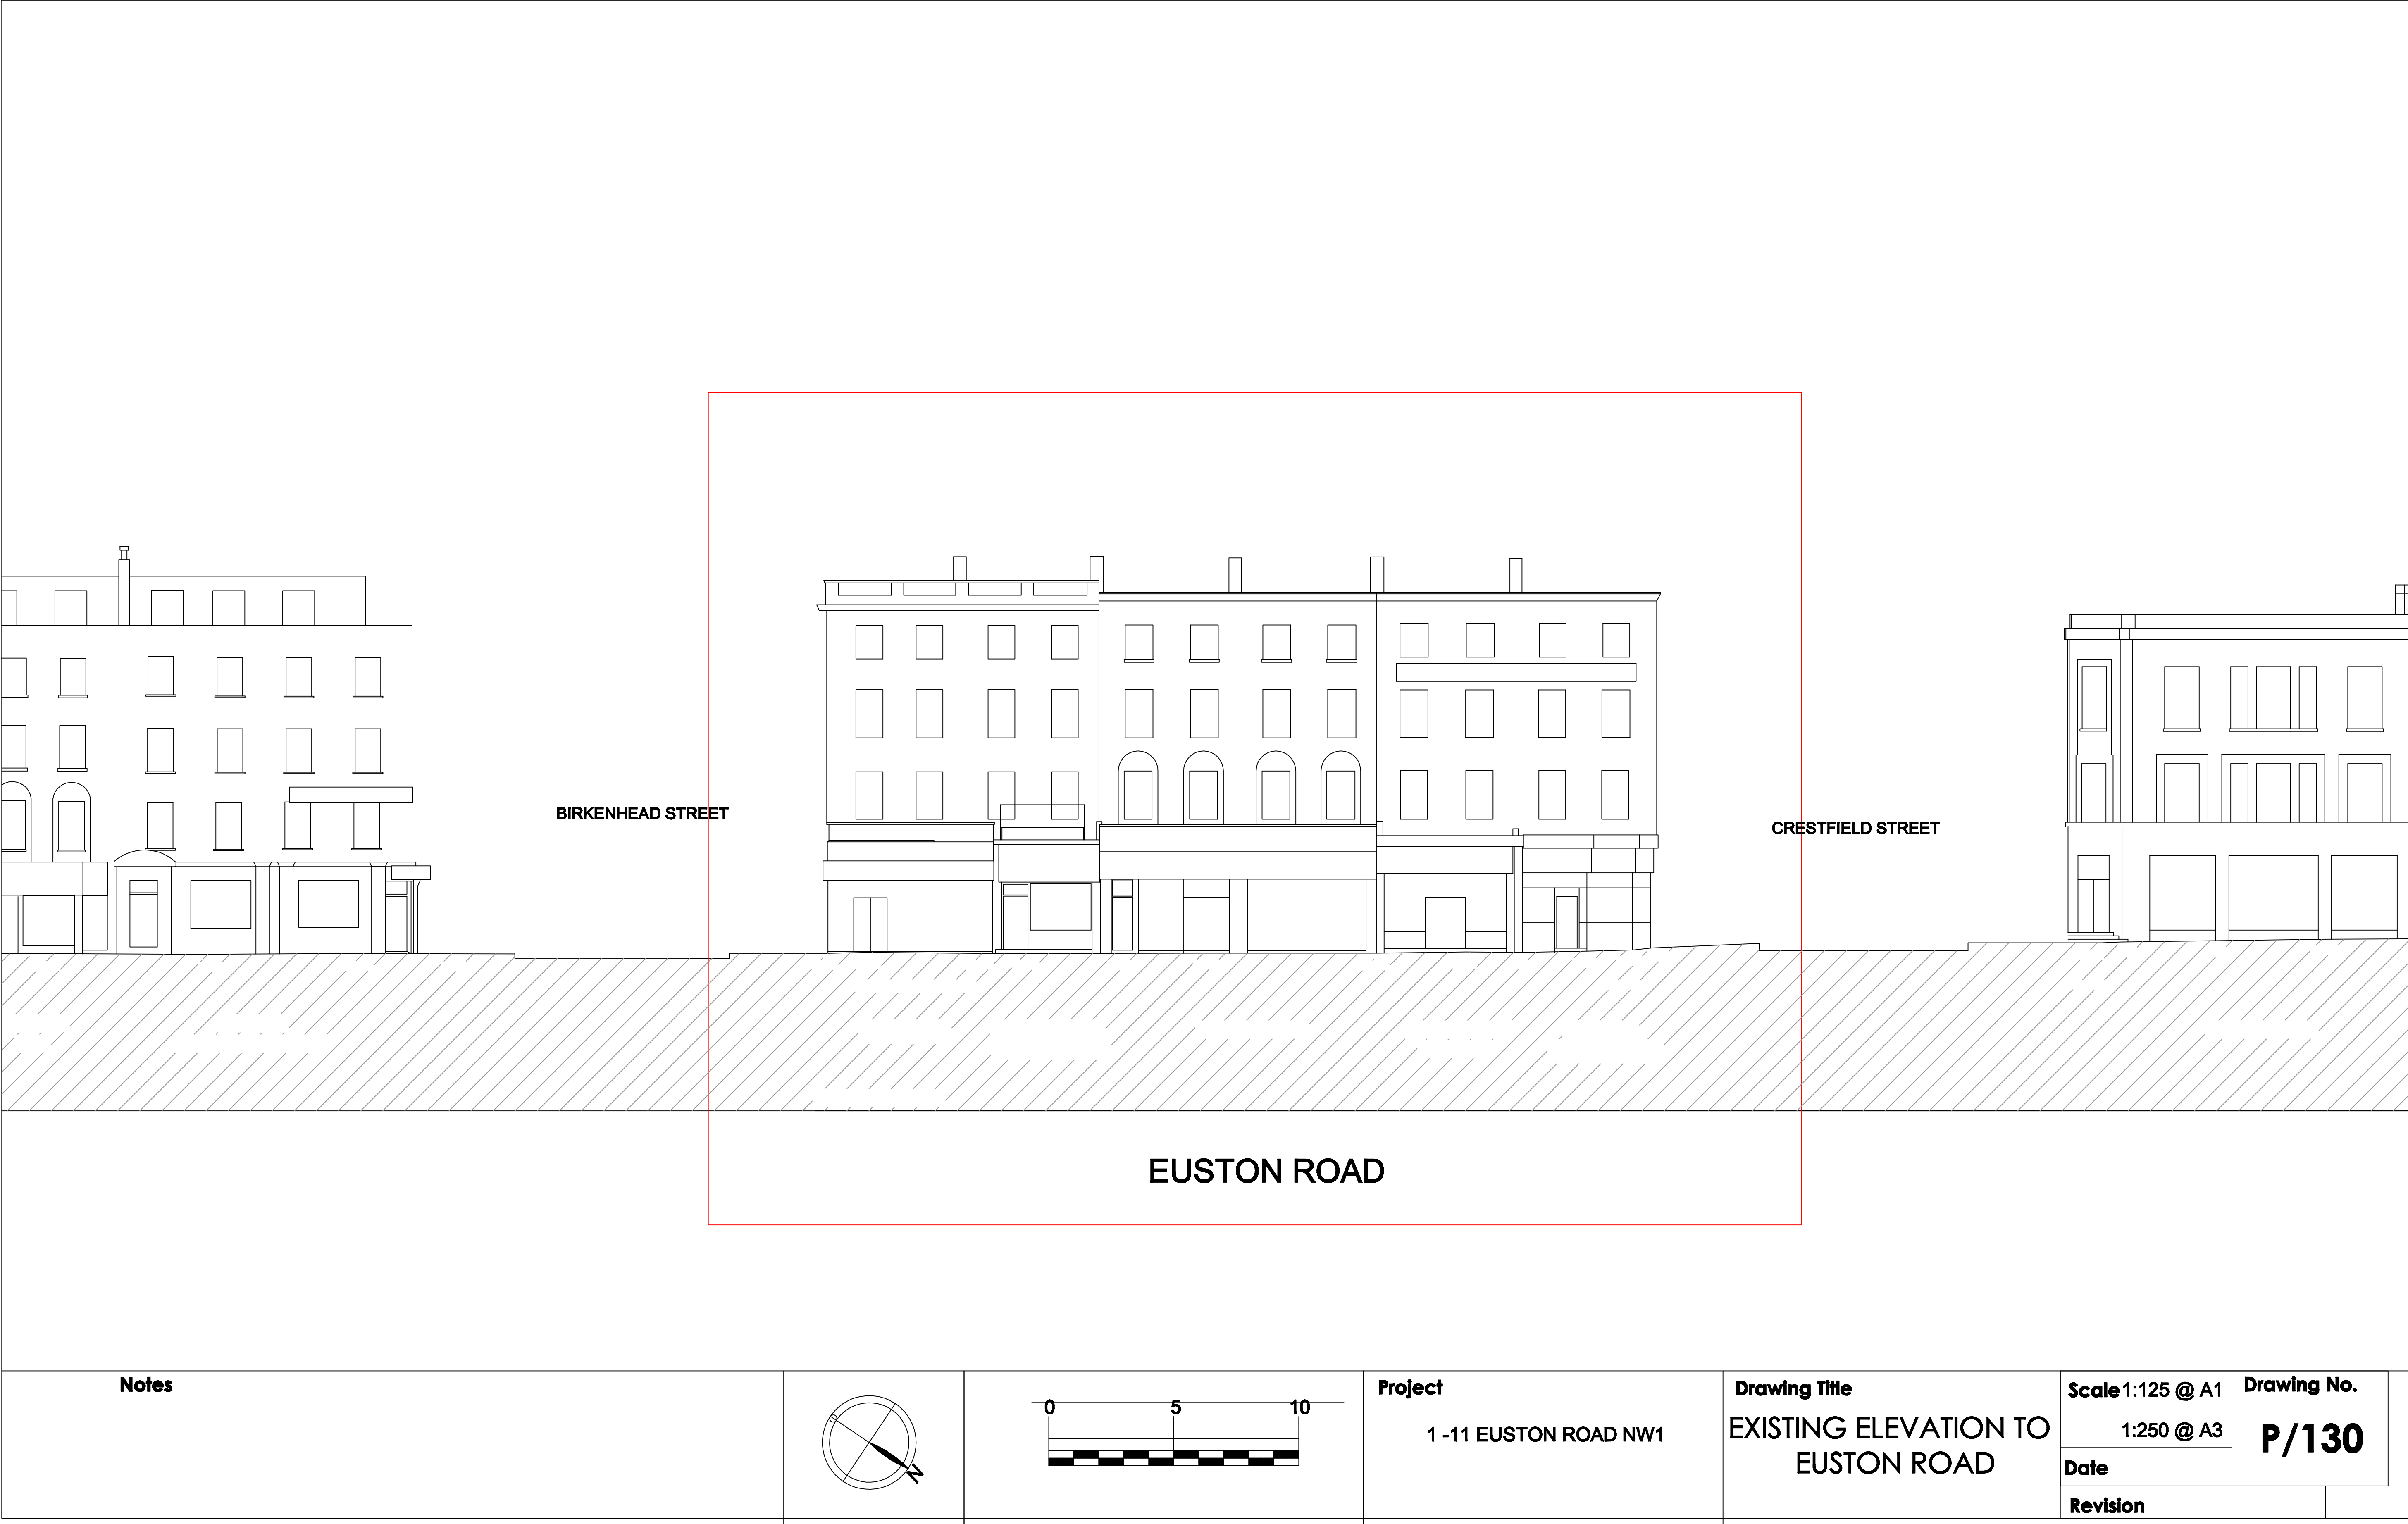 BIRKENHEAD STREET
CRESTFIELD STREET
EUSTON ROAD
Notes
N
0 5 10
Project
1 -11 EUSTON ROAD NW1
Drawing Title
EXISTING ELEVATION TO
EUSTON ROAD
Scale 1:125 @ A1
1:250 @ A3
Date
Revision
Drawing No.
P/130